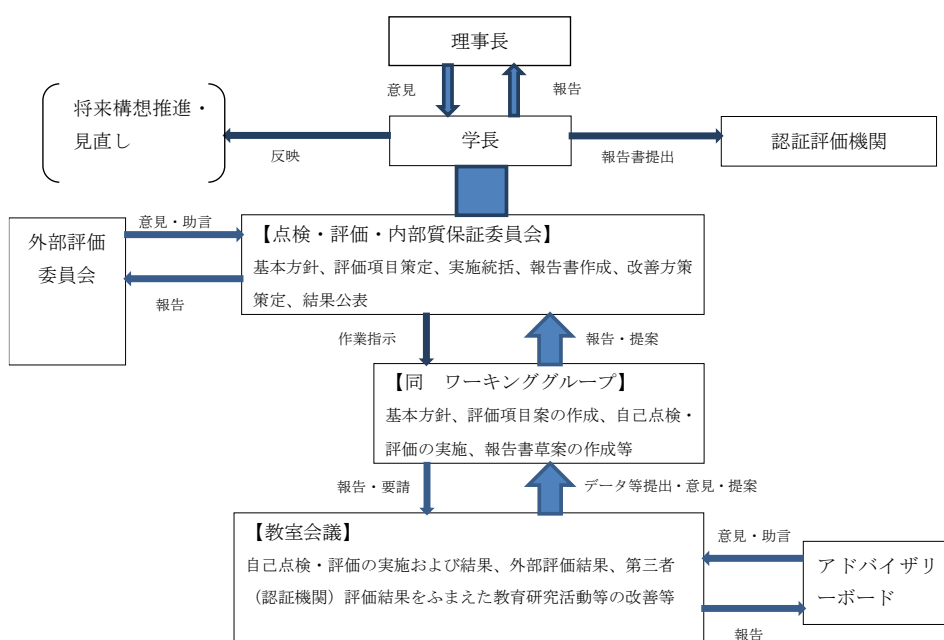 理事長
意見
報告
将来構想推進・
見直し
反映
学長
報告書提出
認証評価機関
外部評価
委員会
意見・助言
報告
【点検・評価・内部質保証委員会】
基本方針、評価項目策定、実施統括、報告書作成、改善方策
策定、結果公表
作業指示
報告・提案
【同　ワーキンググループ】
基本方針、評価項目案の作成、自己点検・
評価の実施、報告書草案の作成等
報告・要請
データ等提出・意見・提案
【教室会議】
自己点検・評価の実施および結果、外部評価結果、第三者
（認証機関）評価結果をふまえた教育研究活動等の改善等
意見・助言
アドバイザリ
ーボード
報告